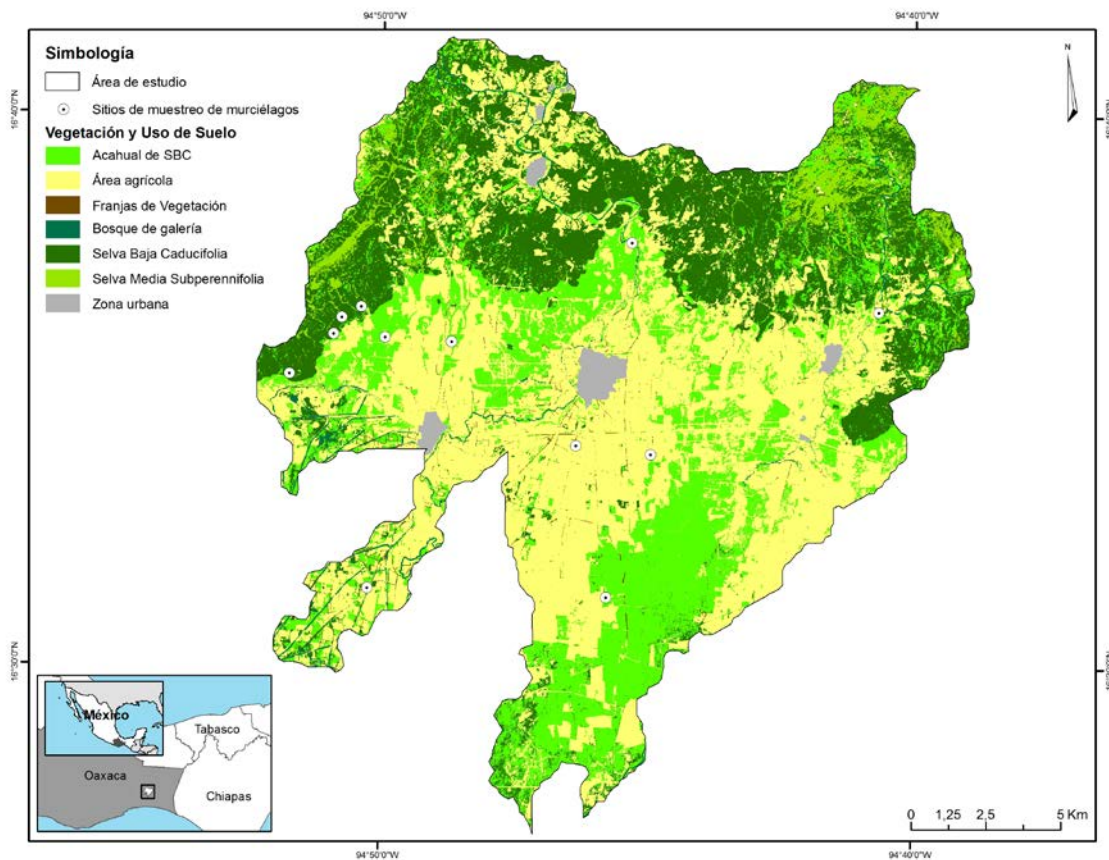 94°50'0"W
94°40'0"W
Simbología
Área de estudio
Sitios de muestreo de murciélagos
Vegetación y Uso de Suelo
Acahual de SBC
Área agrícola
Franjas de Vegetación
Bosque de galería
Selva Baja Caducifolia
Selva Media Subperennifolia
Zona urbana
N
16°40'0"N
16°30'0"N
México
Tabasco
Oaxaca
Chiapas
0 1,25 2,5 5 Km
94°50'0"W
94°40'0"W